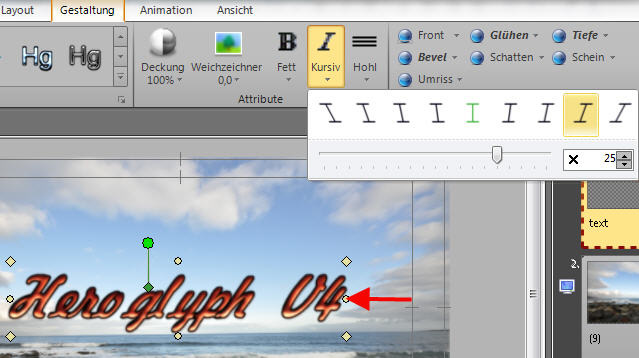 Layout Gestaltung Animation Ansicht
Hg Hg
Deckung Weichzeichner Fett Kursiv Hohl
100% 0,0
Attribute
Front Glühen Tiefe
Bevel Schatten Schein
Umriss
25
text
2.
(9)
Heroglyph V4